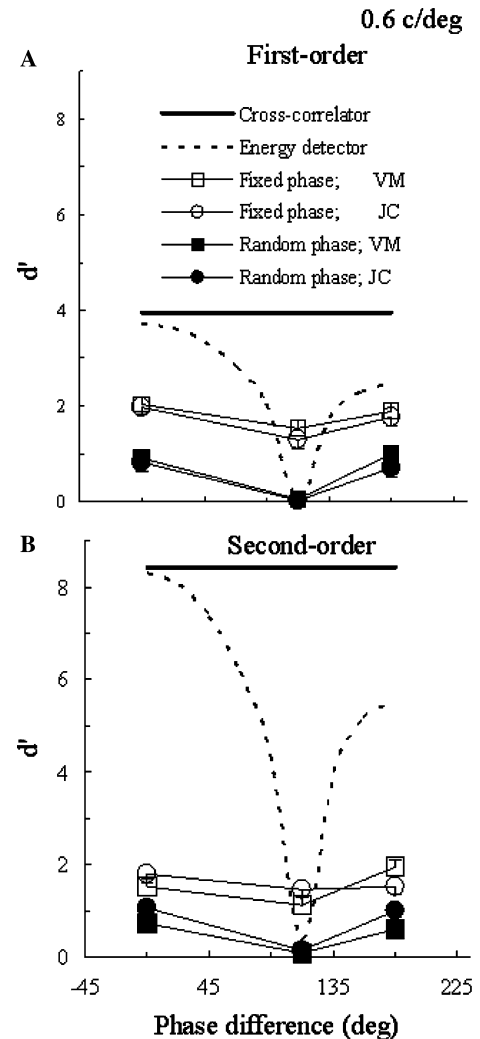 0.6 c/deg
A
First-order
Cross-correlator
Energy detector
Fixed phase; VM
Fixed phase; JC
Random phase; VM
Random phase; JC
8
6
4
2
0
d'
B
Second-order
8
6
4
2
0
d'
-45 45 135 225
Phase difference (deg)